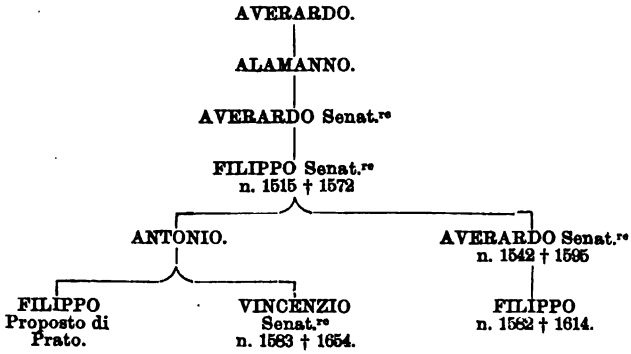 AVERARDO.
ALAMANNO.
AVERARDO Senat.re
FILIPPO Senat.re
n. 1515 † 1572
ANTONIO.
AVERARDO Senat.re
n. 1542 † 1595
FILIPPO
Proposto di
Prato.
VINCENZIO
Senat.re
n. 1583 † 1654.
FILIPPO
n. 1582 † 1614.